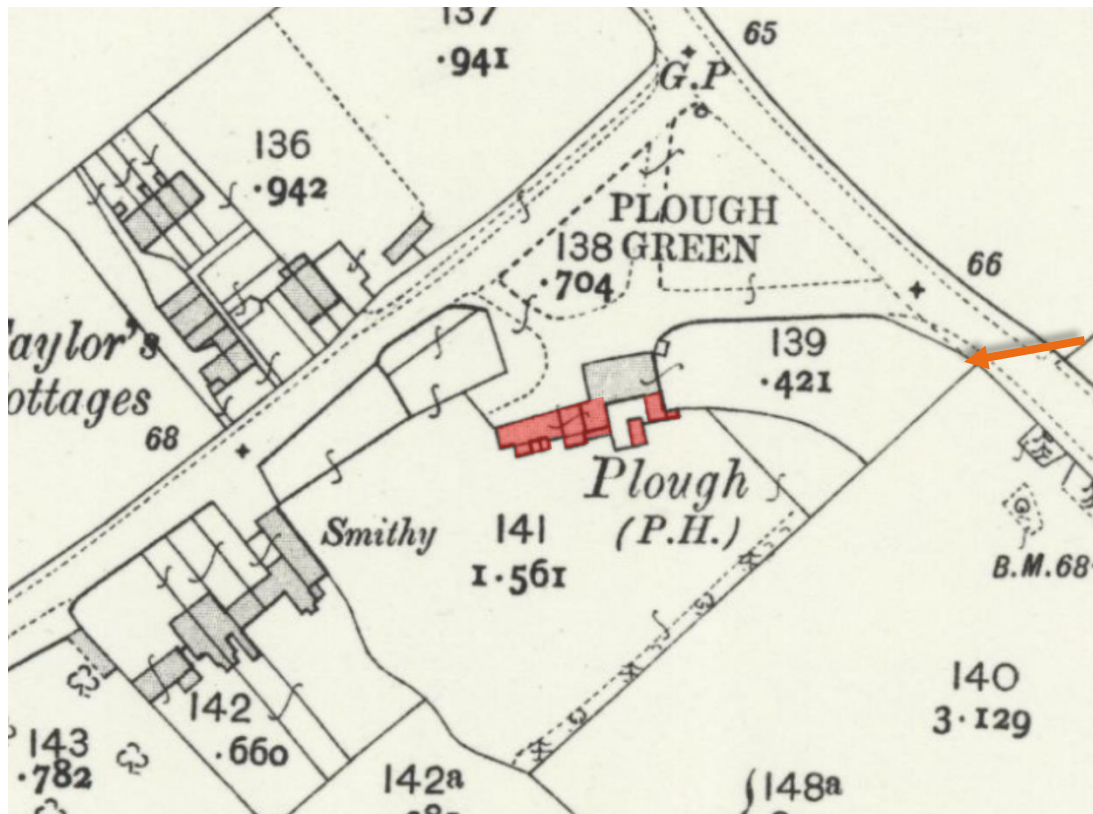 137
·941
65
G.P
136
·942
PLOUGH
GREEN
138
·704
66
139
·421
aylor's
ottages
68
Plough
(P.H.)
Smithy
141
1·561
B.M.68·
140
3·129
142
·660
143
·782
142a
148a